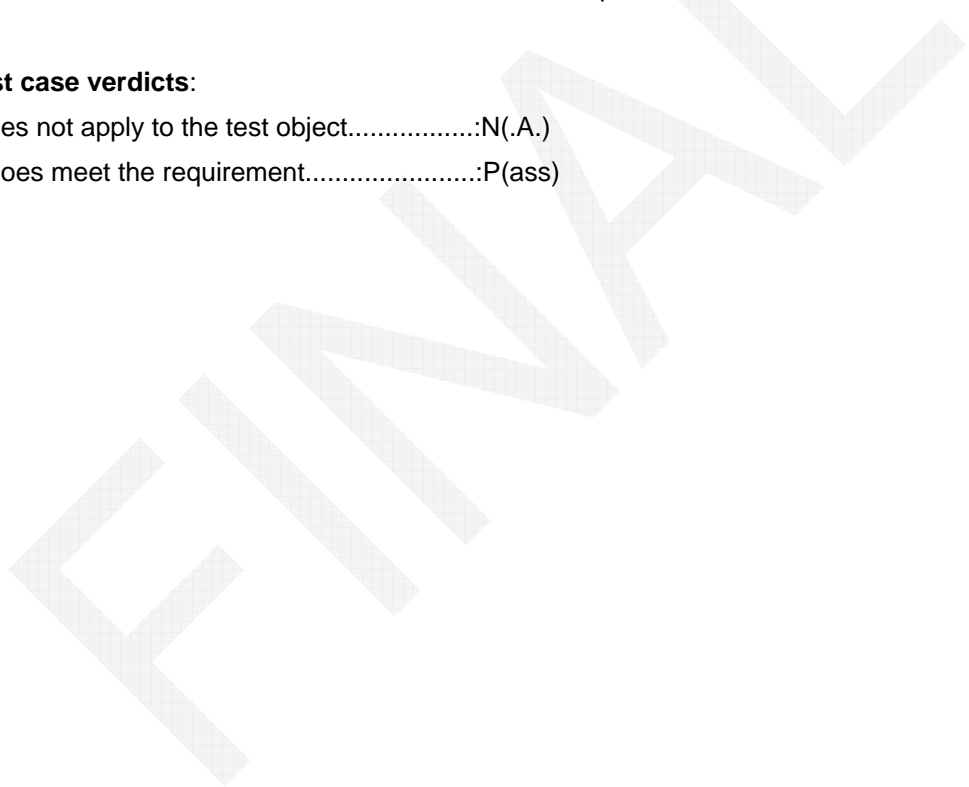 st case verdicts:
es not apply to the test object.................:N(.A.)
oes meet the requirement.......................:P(ass)
FINAL